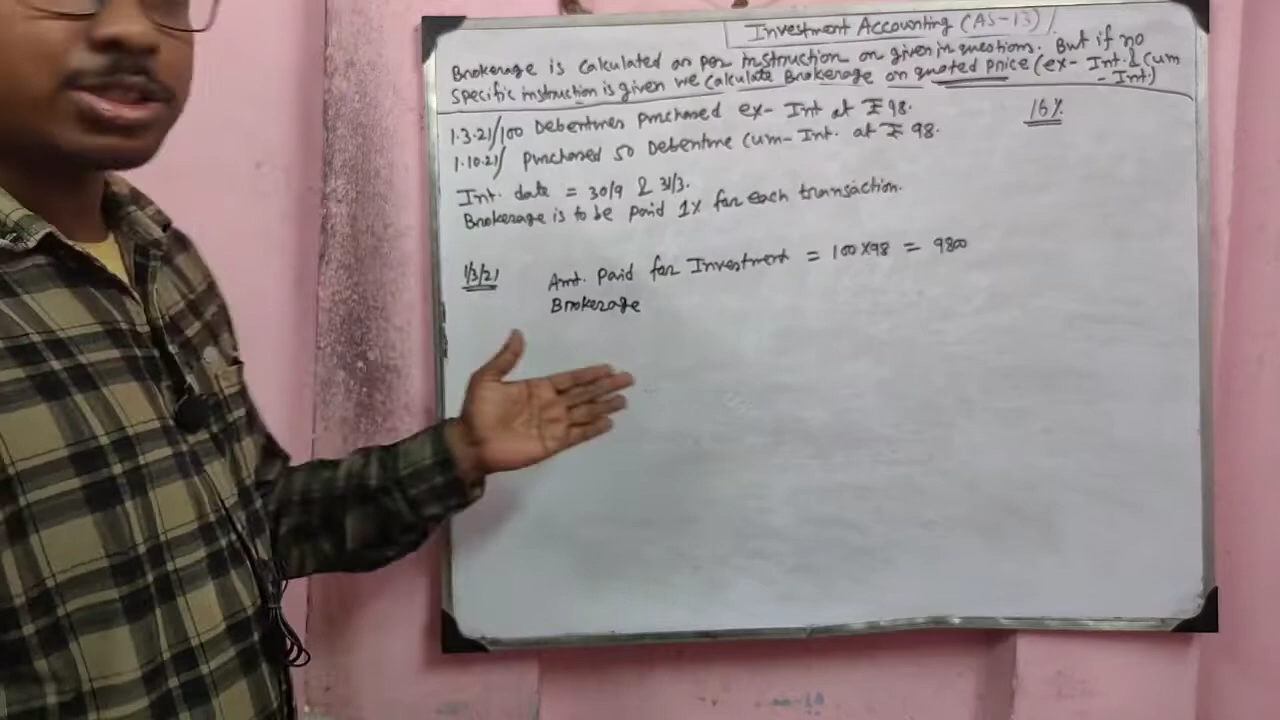 Investment Accounting (AS-13)
Brokerage is calculated as per instruction or given in questions. But if no
specific instruction is given we calculate Brokerage on quoted price (ex- Int. & cum
- Int)
1.3.21/ 100 Debentures purchased ex- Int at ₹ 98.
16%
1.10.21/ purchased 50 Debenture cum- Int. at ₹ 98.
Int. date = 30/9 & 31/3.
Brokerage is to be paid 1% for each transaction.
1/3/21 Amt. paid for Investment = 100 x 98 = 9800
Brokerage